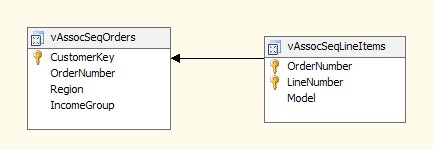 vAssocSeqOrders
CustomerKey
OrderNumber
Region
IncomeGroup
vAssocSeqLineItems
OrderNumber
LineNumber
Model